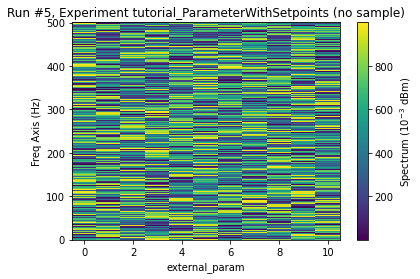 Run #5, Experiment tutorial_ParameterWithSetpoints (no sample)
500
400
300
200
100
0
Freq Axis (Hz)
0 2 4 6 8 10
external_param
800
600
400
200
Spectrum (10⁻³ dBm)